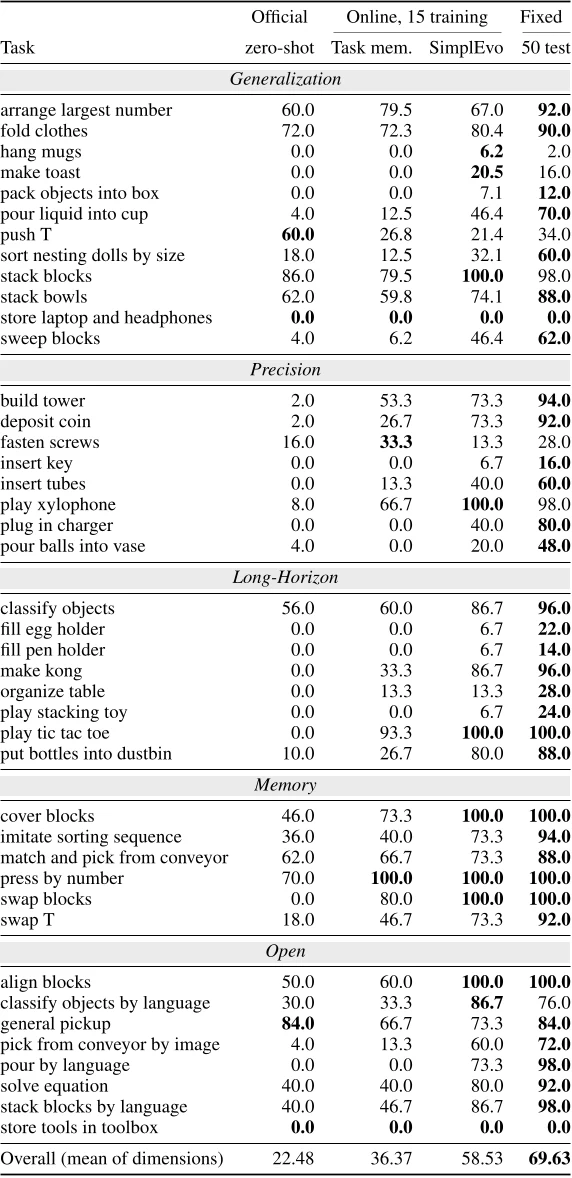 Official Online, 15 training Fixed
Task zero-shot Task mem. SimplEvo 50 test
Generalization
arrange largest number 60.0 79.5 67.0 92.0
fold clothes 72.0 72.3 80.4 90.0
hang mugs 0.0 0.0 6.2 2.0
make toast 0.0 0.0 20.5 16.0
pack objects into box 0.0 0.0 7.1 12.0
pour liquid into cup 4.0 12.5 46.4 70.0
push T 60.0 26.8 21.4 34.0
sort nesting dolls by size 18.0 12.5 32.1 60.0
stack blocks 86.0 79.5 100.0 98.0
stack bowls 62.0 59.8 74.1 88.0
store laptop and headphones 0.0 0.0 0.0 0.0
sweep blocks 4.0 6.2 46.4 62.0
Precision
build tower 2.0 53.3 73.3 94.0
deposit coin 2.0 26.7 73.3 92.0
fasten screws 16.0 33.3 13.3 28.0
insert key 0.0 0.0 6.7 16.0
insert tubes 0.0 13.3 40.0 60.0
play xylophone 8.0 66.7 100.0 98.0
plug in charger 0.0 0.0 40.0 80.0
pour balls into vase 4.0 0.0 20.0 48.0
Long-Horizon
classify objects 56.0 60.0 86.7 96.0
fill egg holder 0.0 0.0 6.7 22.0
fill pen holder 0.0 0.0 6.7 14.0
make kong 0.0 33.3 86.7 96.0
organize table 0.0 13.3 13.3 28.0
play stacking toy 0.0 0.0 6.7 24.0
play tic tac toe 0.0 93.3 100.0 100.0
put bottles into dustbin 10.0 26.7 80.0 88.0
Memory
cover blocks 46.0 73.3 100.0 100.0
imitate sorting sequence 36.0 40.0 73.3 94.0
match and pick from conveyor 62.0 66.7 73.3 88.0
press by number 70.0 100.0 100.0 100.0
swap blocks 0.0 80.0 100.0 100.0
swap T 18.0 46.7 73.3 92.0
Open
align blocks 50.0 60.0 100.0 100.0
classify objects by language 30.0 33.3 86.7 76.0
general pickup 84.0 66.7 73.3 84.0
pick from conveyor by image 4.0 13.3 60.0 72.0
pour by language 0.0 0.0 73.3 98.0
solve equation 40.0 40.0 80.0 92.0
stack blocks by language 40.0 46.7 86.7 98.0
store tools in toolbox 0.0 0.0 0.0 0.0
Overall (mean of dimensions) 22.48 36.37 58.53 69.63